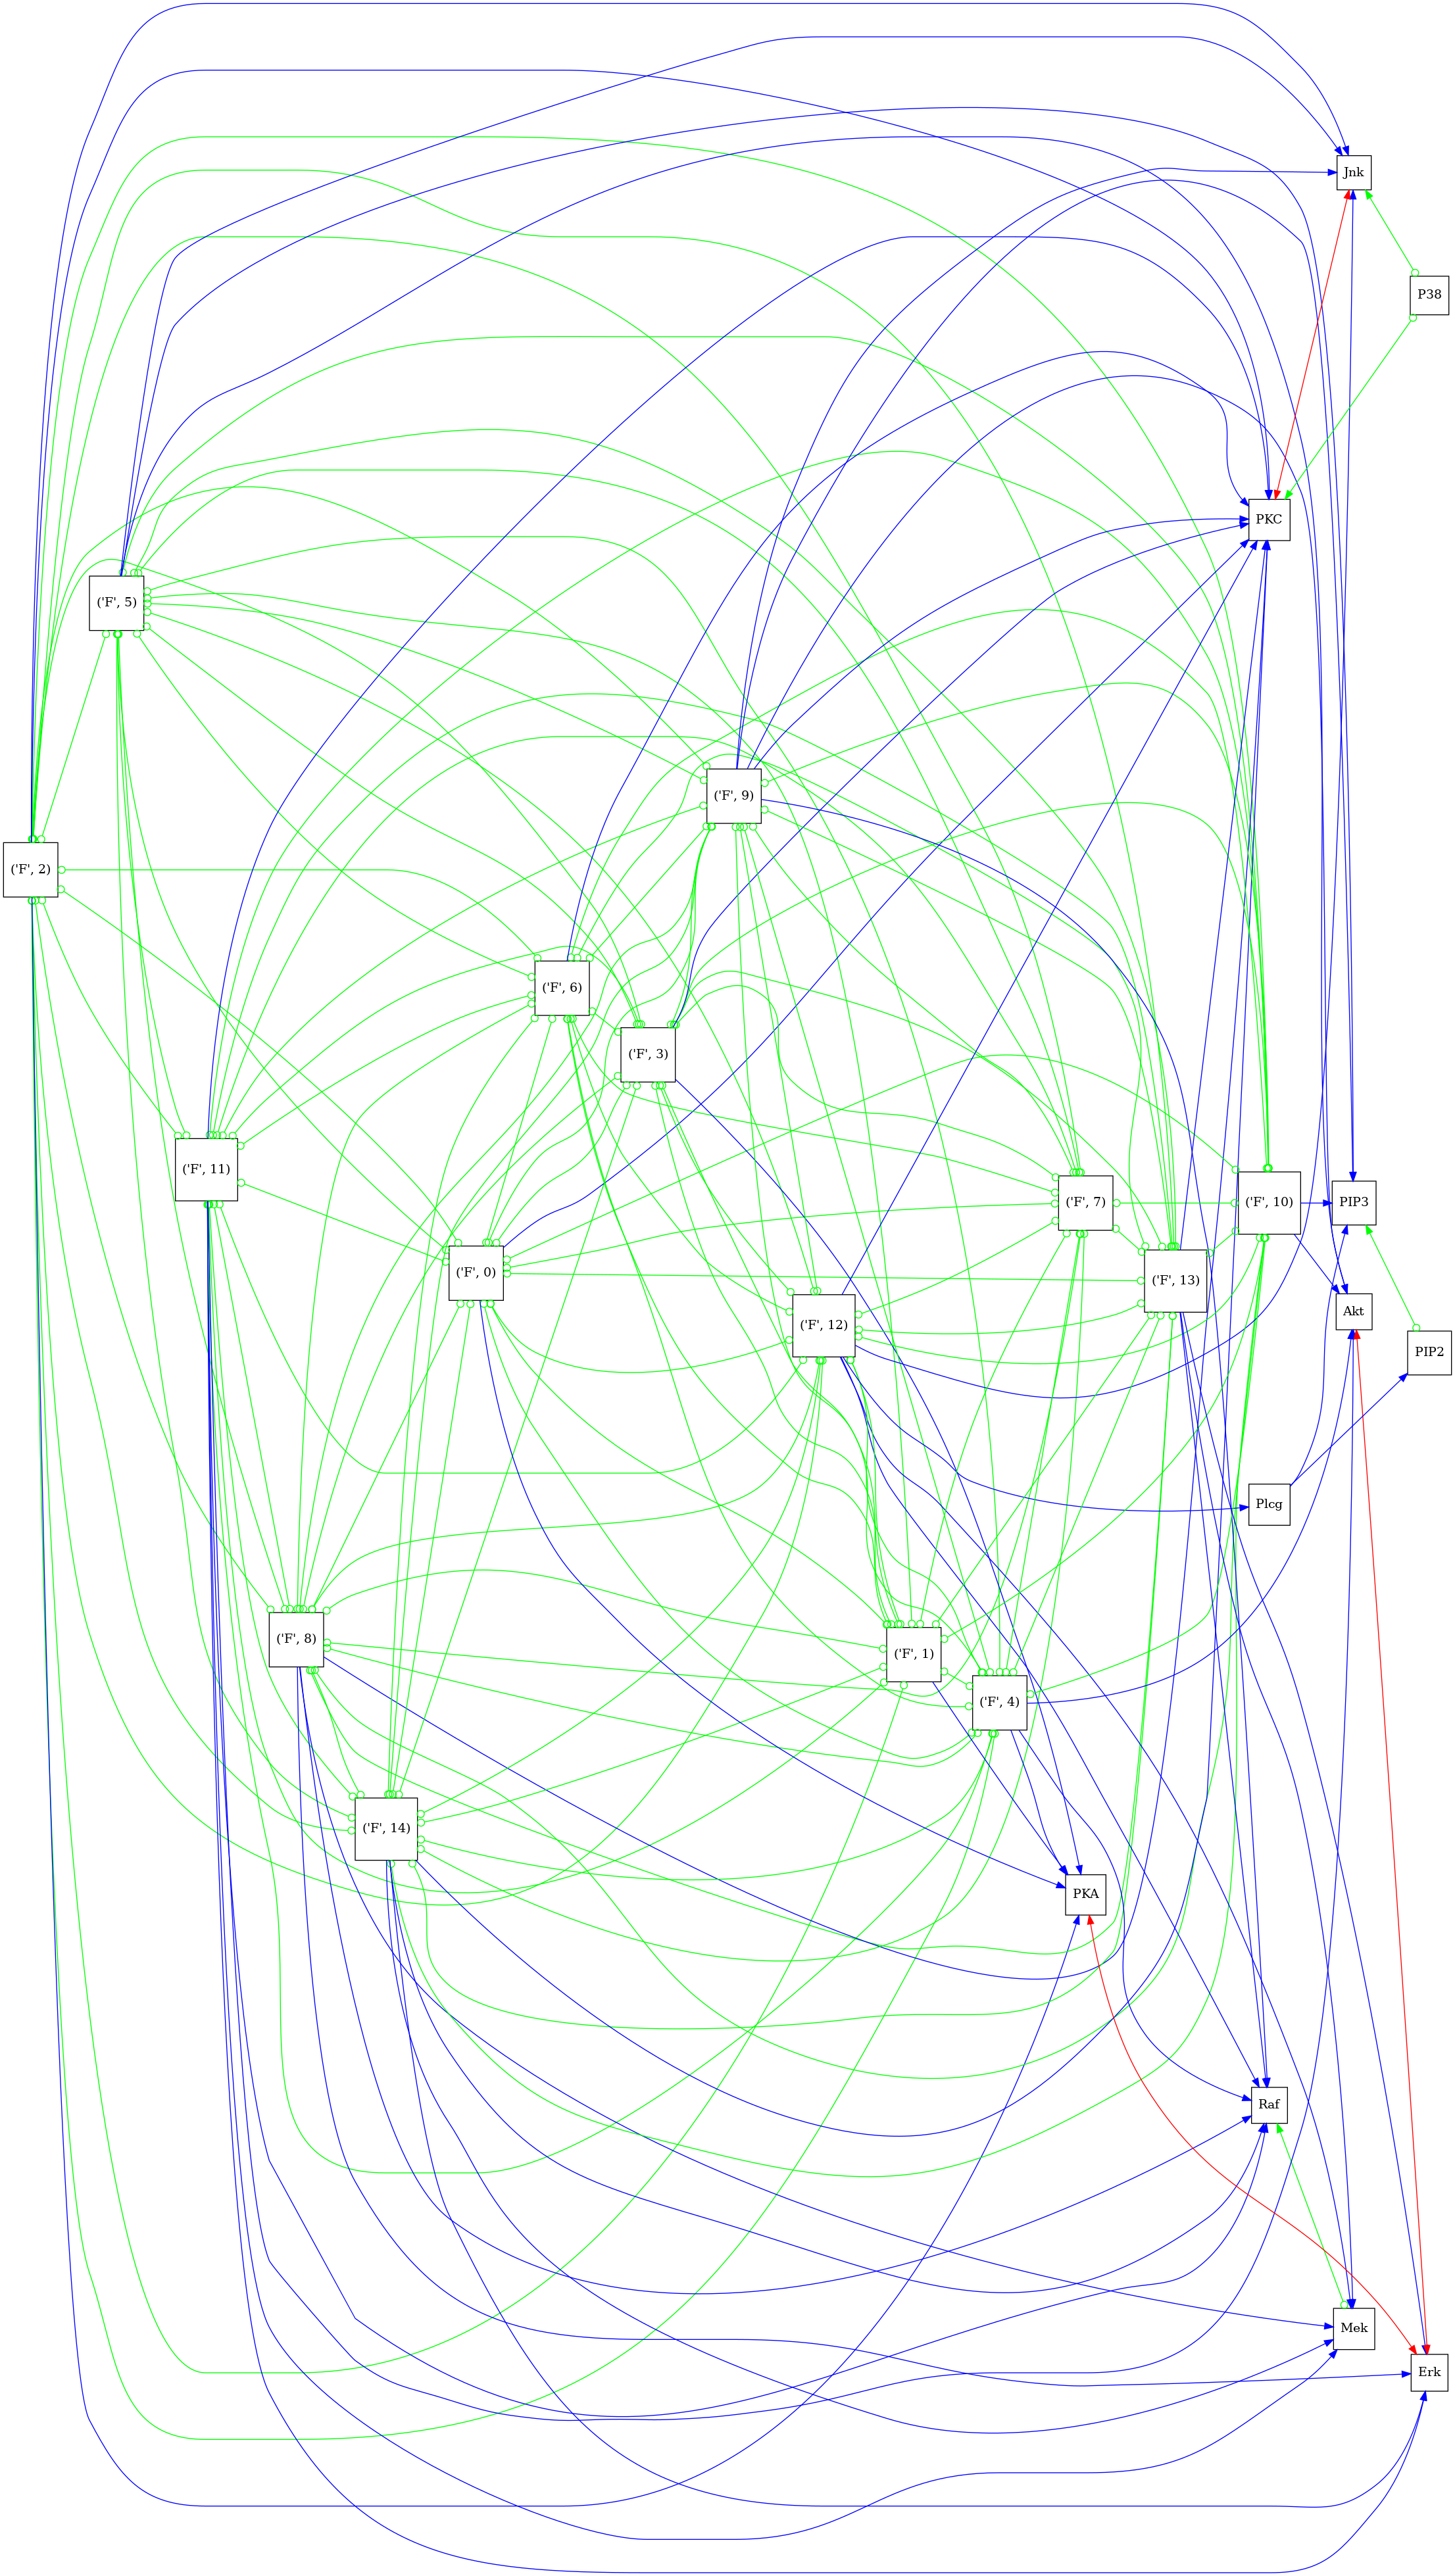 Jnk
P38
PKC
('F', 5)
('F', 9)
('F', 2)
('F', 6)
('F', 3)
('F', 11)
('F', 7)
('F', 10)
PIP3
('F', 0)
('F', 13)
('F', 12)
Akt
PIP2
Plcg
('F', 8)
('F', 1)
('F', 4)
('F', 14)
PKA
Raf
Mek
Erk